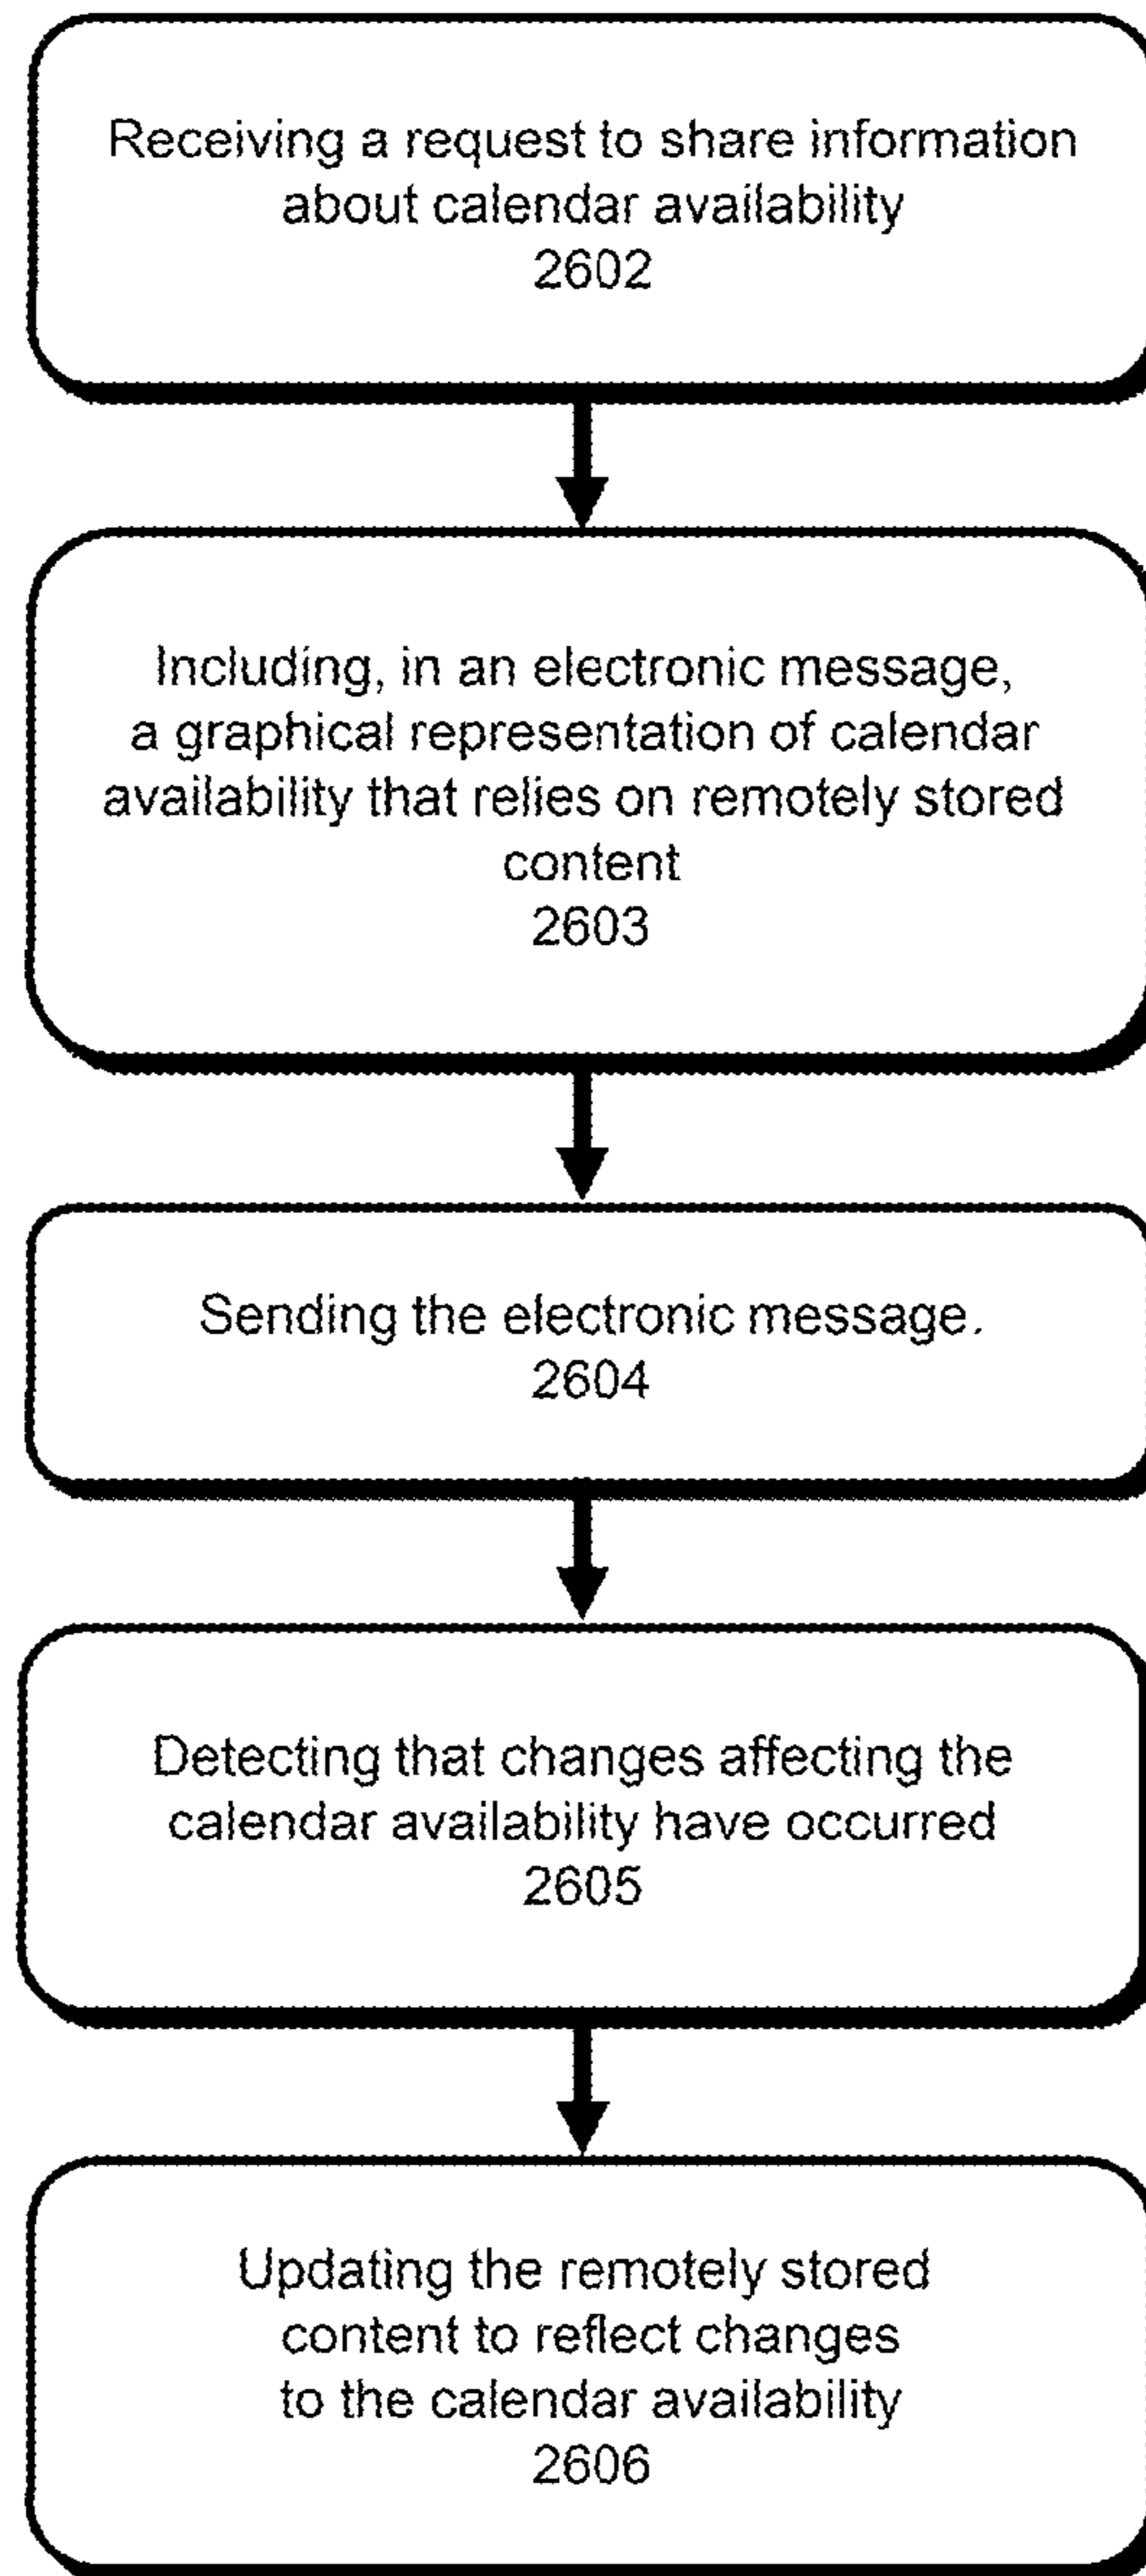 Receiving a request to share information
about calendar availability
2602
Including, in an electronic message,
a graphical representation of calendar
availability that relies on remotely stored
content
2603
Sending the electronic message.
2604
Detecting that changes affecting the
calendar availability have occurred
2605
Updating the remotely stored
content to reflect changes
to the calendar availability
2606